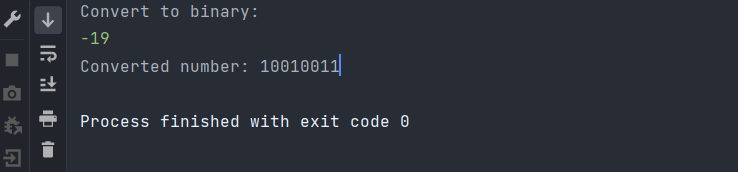 Convert to binary:
-19
Converted number: 10010011
Process finished with exit code 0